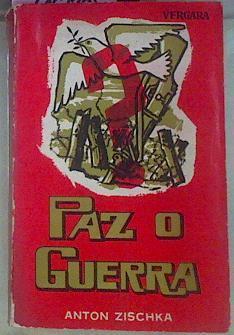 VERGARA
PAZ O
GUERRA
ANTON ZISCHKA